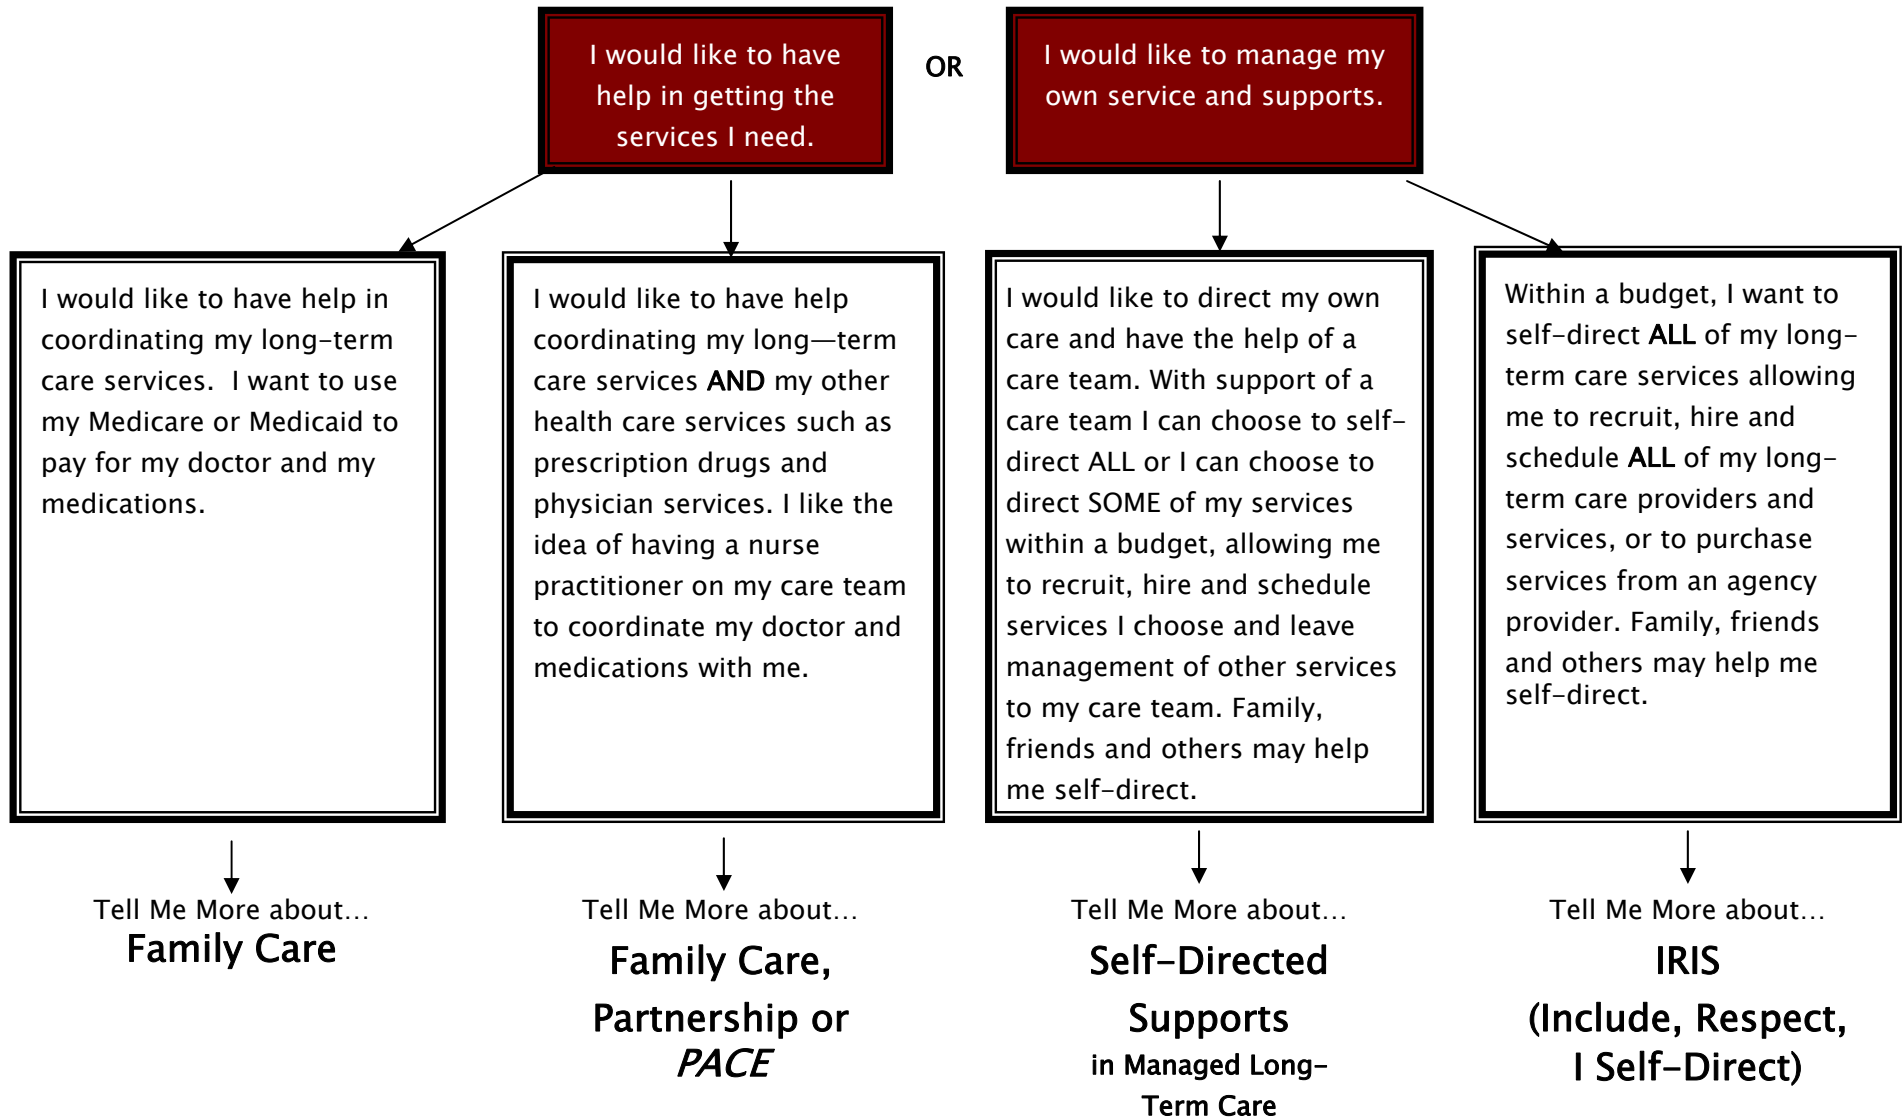 I would like to have
help in getting the
services I need.
OR
I would like to manage my
own service and supports.
I would like to have help in
coordinating my long-term
care services.  I want to use
my Medicare or Medicaid to
pay for my doctor and my
medications.
I would like to have help
coordinating my long—term
care services AND my other
health care services such as
prescription drugs and
physician services. I like the
idea of having a nurse
practitioner on my care team
to coordinate my doctor and
medications with me.
I would like to direct my own
care and have the help of a
care team. With support of a
care team I can choose to self-
direct ALL or I can choose to
direct SOME of my services
within a budget, allowing me
to recruit, hire and schedule
services I choose and leave
management of other services
to my care team. Family,
friends and others may help
me self-direct.
Within a budget, I want to
self-direct ALL of my long-
term care services allowing
me to recruit, hire and
schedule ALL of my long-
term care providers and
services, or to purchase
services from an agency
provider. Family, friends
and others may help me
self-direct.
Tell Me More about…
Family Care
Tell Me More about…
Family Care,
Partnership or
PACE
Tell Me More about…
Self-Directed
Supports
in Managed Long-
Term Care
Tell Me More about…
IRIS
(Include, Respect,
I Self-Direct)